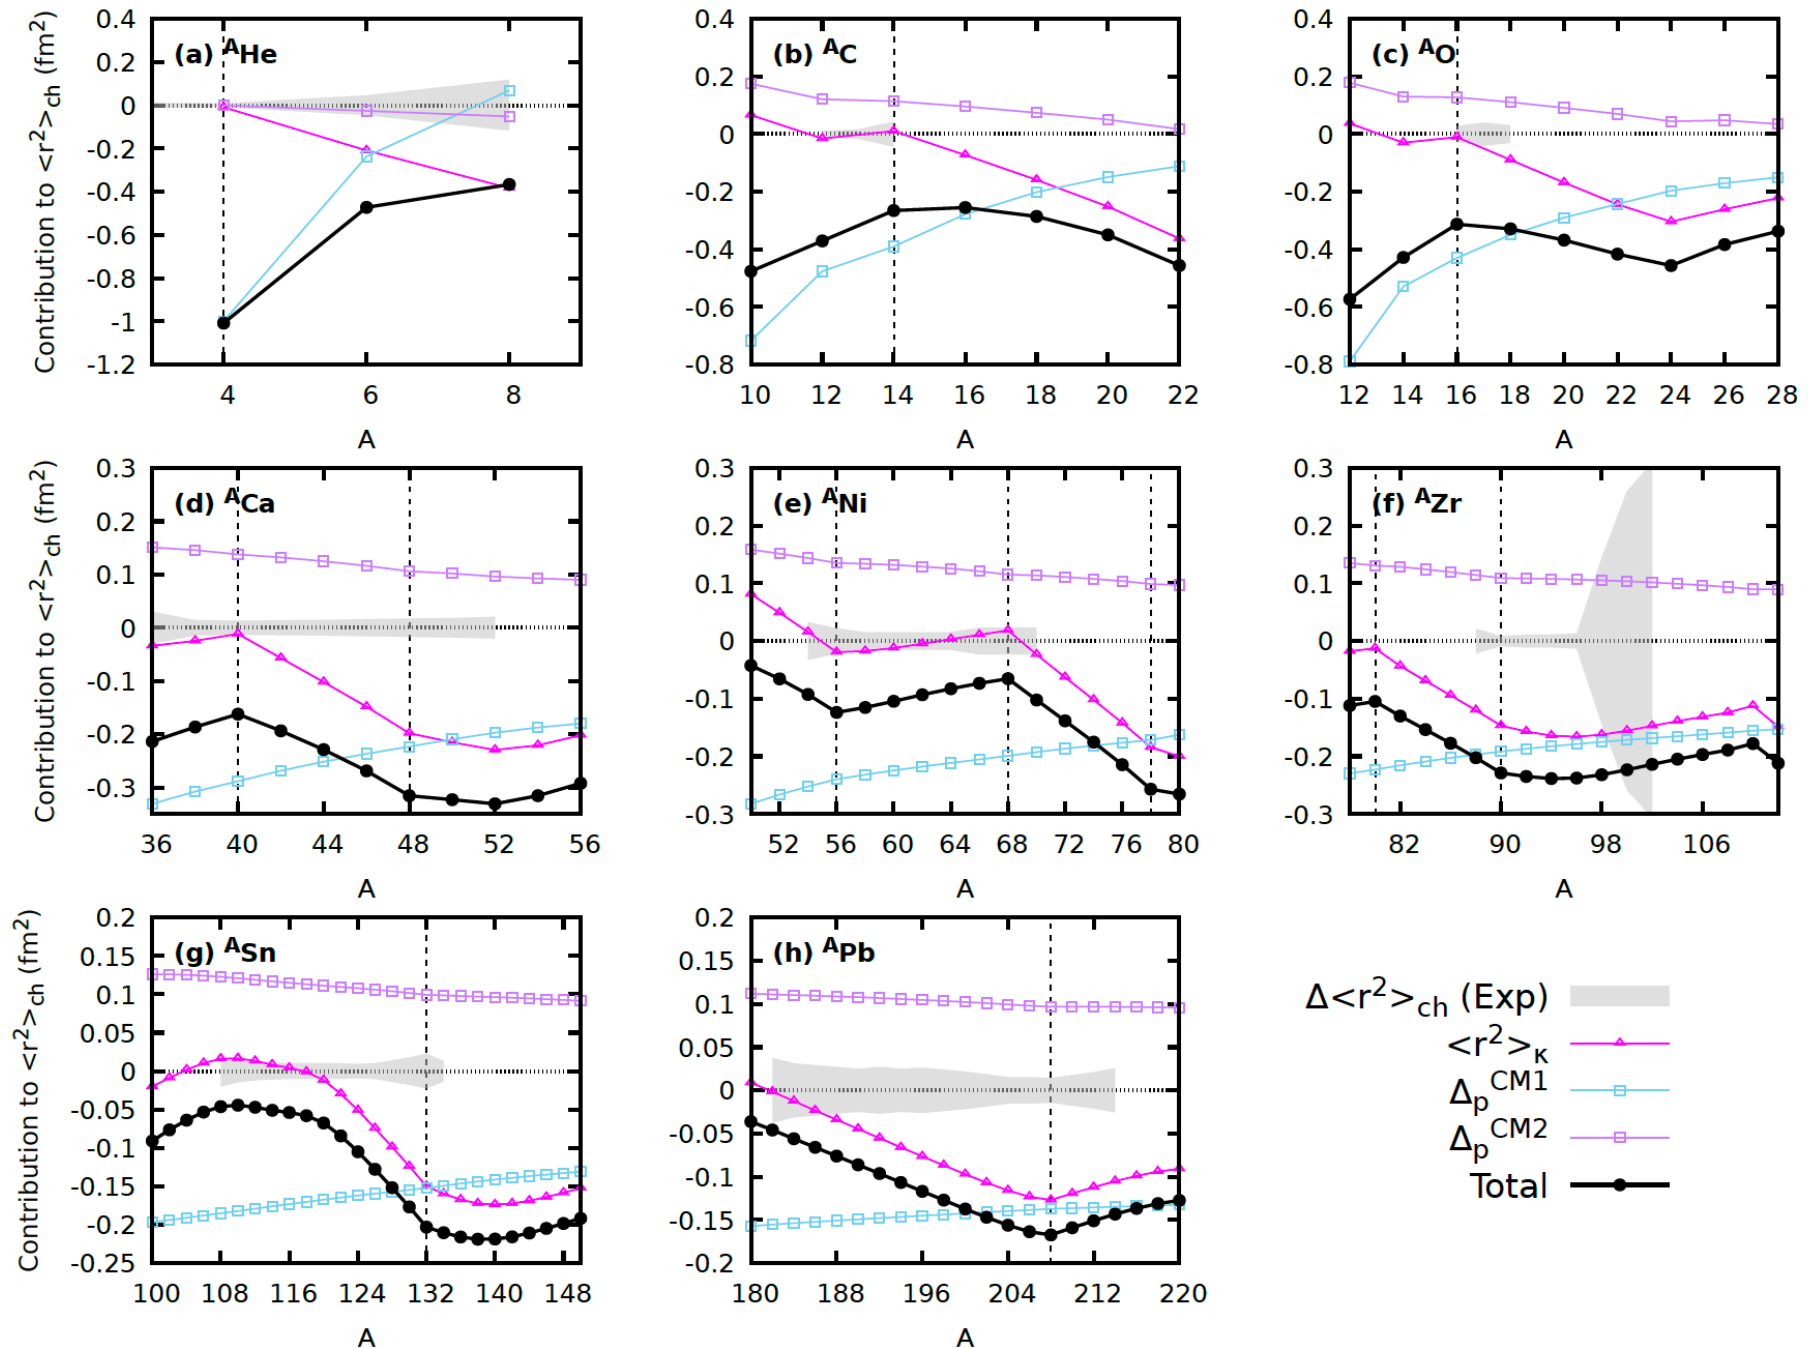 Contribution to <r²>ch (fm²)
0.4
0.2
0
-0.2
-0.4
-0.6
-0.8
-1
-1.2
(a) ᴬHe
4 6 8
A
0.4
0.2
0
-0.2
-0.4
-0.6
-0.8
(b) ᴬC
10 12 14 16 18 20 22
A
0.4
0.2
0
-0.2
-0.4
-0.6
-0.8
(c) ᴬO
12 14 16 18 20 22 24 26 28
A
Contribution to <r²>ch (fm²)
0.3
0.2
0.1
0
-0.1
-0.2
-0.3
(d) ᴬCa
36 40 44 48 52 56
A
0.3
0.2
0.1
0
-0.1
-0.2
-0.3
(e) ᴬNi
52 56 60 64 68 72 76 80
A
0.3
0.2
0.1
0
-0.1
-0.2
-0.3
(f) ᴬZr
82 90 98 106
A
Contribution to <r²>ch (fm²)
0.2
0.15
0.1
0.05
0
-0.05
-0.1
-0.15
-0.2
-0.25
(g) ᴬSn
100 108 116 124 132 140 148
A
0.2
0.15
0.1
0.05
0
-0.05
-0.1
-0.15
-0.2
(h) ᴬPb
180 188 196 204 212 220
A
Δ<r²>ch (Exp)
<r²>κ
Δp^CM1
Δp^CM2
Total